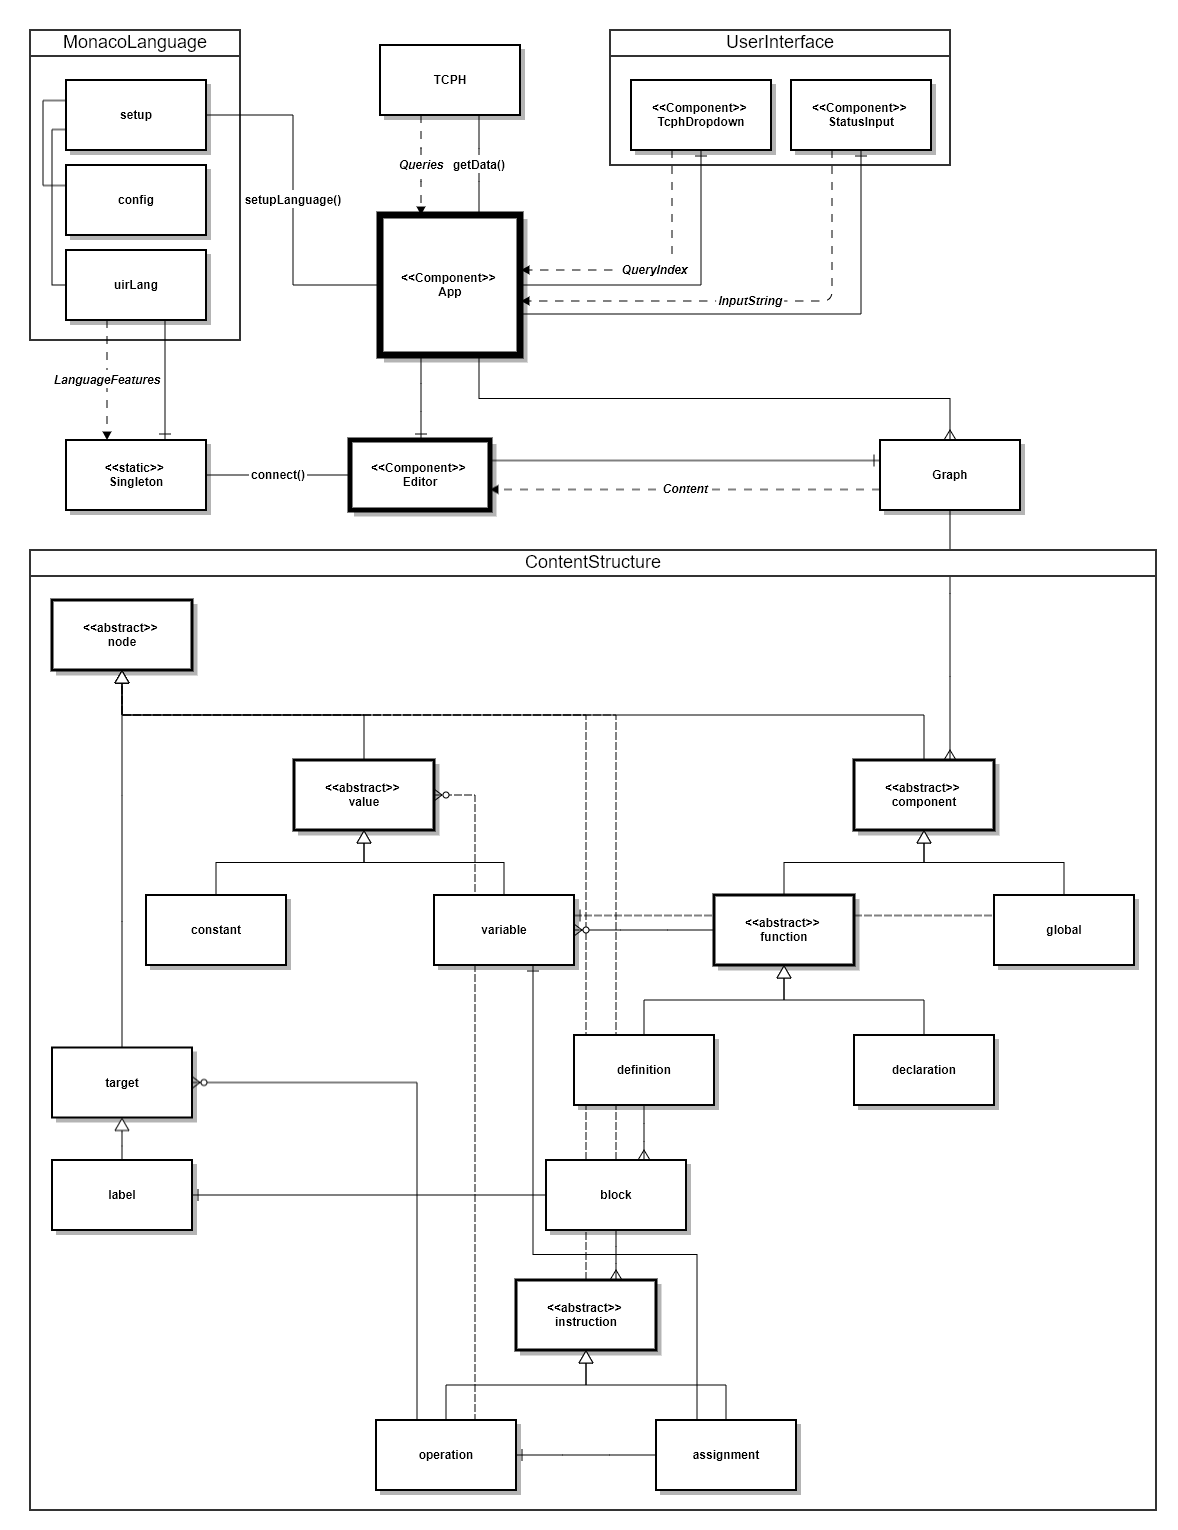 MonacoLanguage
UserInterface
TCPH
setup
<<Component>>
TcphDropdown
<<Component>>
StatusInput
Queries
getData()
config
setupLanguage()
uirLang
<<Component>>
App
QueryIndex
InputString
LanguageFeatures
<<static>>
Singleton
connect()
<<Component>>
Editor
Content
Graph
ContentStructure
<<abstract>>
node
<<abstract>>
value
<<abstract>>
component
constant
variable
<<abstract>>
function
global
target
definition
declaration
label
block
<<abstract>>
instruction
operation
assignment